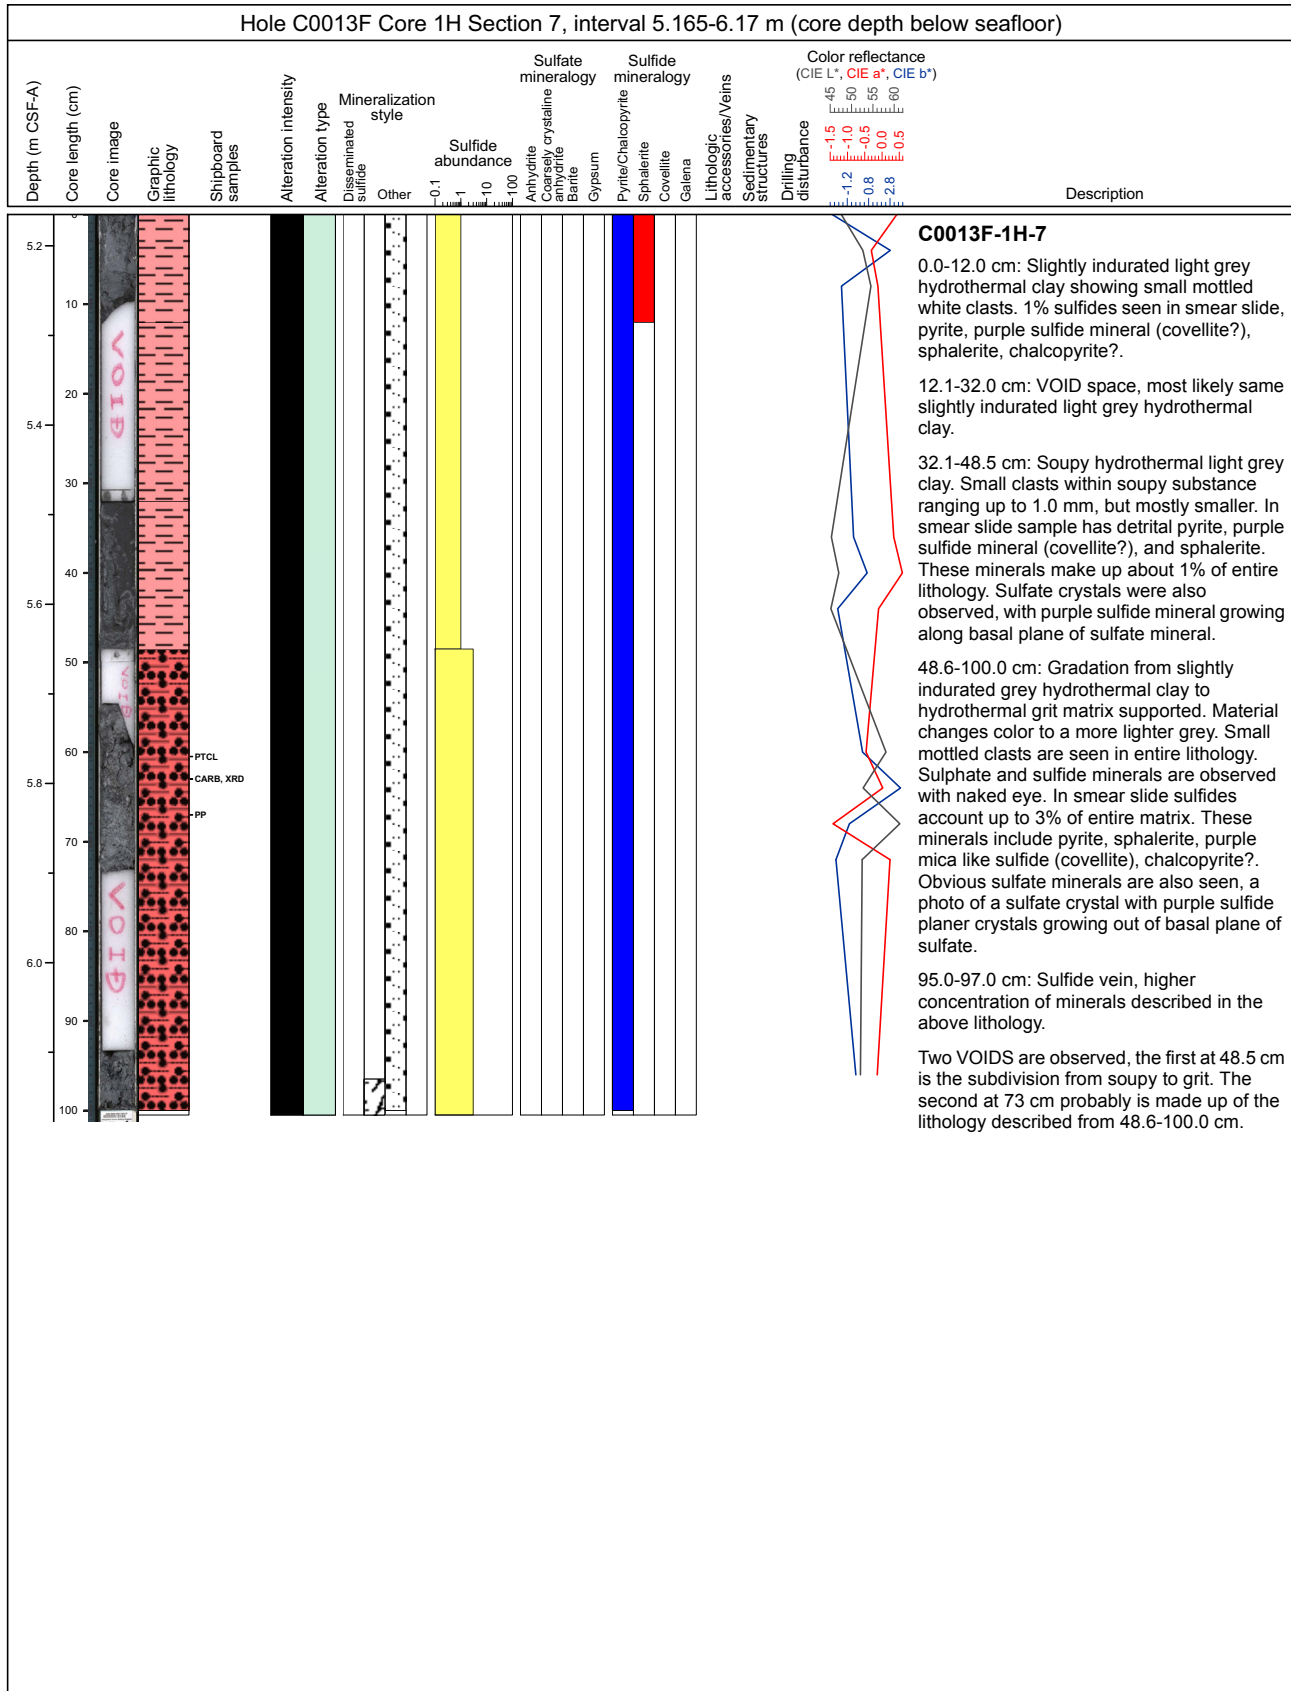 Hole C0013F Core 1H Section 7, interval 5.165-6.17 m (core depth below seafloor)
Depth (m CSF-A)
Core length (cm)
Core image
Graphic
lithology
Shipboard
samples
Alteration intensity
Alteration type
Mineralization
style
Disseminated
sulfide
Other
Sulfide
abundance
0.1
1
10
100
Sulfate
mineralogy
Anhydrite
Coarsely crystaline
anhydrite
Barite
Gypsum
Sulfide
mineralogy
Pyrite/Chalcopyrite
Sphalerite
Covellite
Galena
Lithologic
accessories/Veins
Sedimentary
structures
Drilling
disturbance
Color reflectance
(CIE L*, CIE a*, CIE b*)
45
50
55
60
-1.5
-1.0
-0.5
0.0
0.5
-1.2
0.8
2.8
Description
5.2
5.4
5.6
5.8
6.0
0
10
20
30
40
50
60
70
80
90
100
VOID
VOID
VOID
PTCL
CARB, XRD
PP
C0013F-1H-7
0.0-12.0 cm: Slightly indurated light grey
hydrothermal clay showing small mottled
white clasts. 1% sulfides seen in smear slide,
pyrite, purple sulfide mineral (covellite?),
sphalerite, chalcopyrite?.
12.1-32.0 cm: VOID space, most likely same
slightly indurated light grey hydrothermal
clay.
32.1-48.5 cm: Soupy hydrothermal light grey
clay. Small clasts within soupy substance
ranging up to 1.0 mm, but mostly smaller. In
smear slide sample has detrital pyrite, purple
sulfide mineral (covellite?), and sphalerite.
These minerals make up about 1% of entire
lithology. Sulfate crystals were also
observed, with purple sulfide mineral growing
along basal plane of sulfate mineral.
48.6-100.0 cm: Gradation from slightly
indurated grey hydrothermal clay to
hydrothermal grit matrix supported. Material
changes color to a more lighter grey. Small
mottled clasts are seen in entire lithology.
Sulphate and sulfide minerals are observed
with naked eye. In smear slide sulfides
account up to 3% of entire matrix. These
minerals include pyrite, sphalerite, purple
mica like sulfide (covellite), chalcopyrite?.
Obvious sulfate minerals are also seen, a
photo of a sulfate crystal with purple sulfide
planer crystals growing out of basal plane of
sulfate.
95.0-97.0 cm: Sulfide vein, higher
concentration of minerals described in the
above lithology.
Two VOIDS are observed, the first at 48.5 cm
is the subdivision from soupy to grit. The
second at 73 cm probably is made up of the
lithology described from 48.6-100.0 cm.